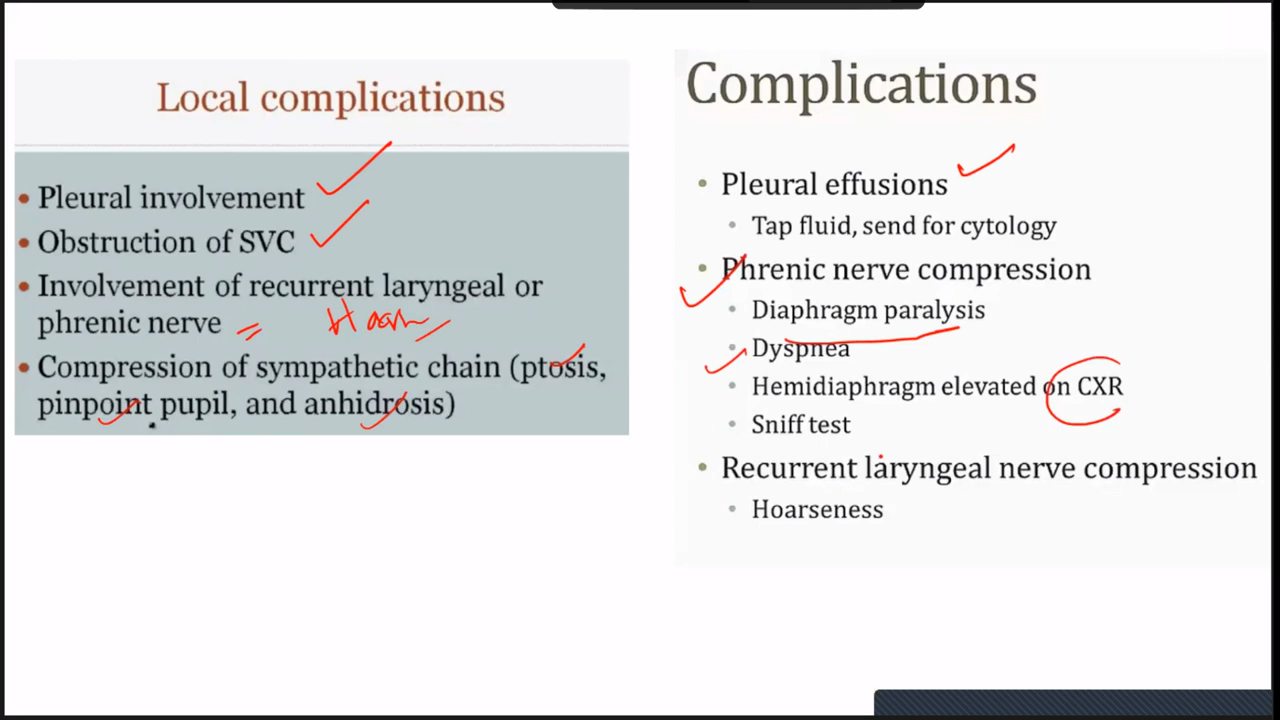 Local complications
• Pleural involvement
• Obstruction of SVC
• Involvement of recurrent laryngeal or
phrenic nerve
• Compression of sympathetic chain (ptosis,
pinpoint pupil, and anhidrosis)
Complications
• Pleural effusions
• Tap fluid, send for cytology
• Phrenic nerve compression
• Diaphragm paralysis
• Dyspnea
• Hemidiaphragm elevated on CXR
• Sniff test
• Recurrent laryngeal nerve compression
• Hoarseness